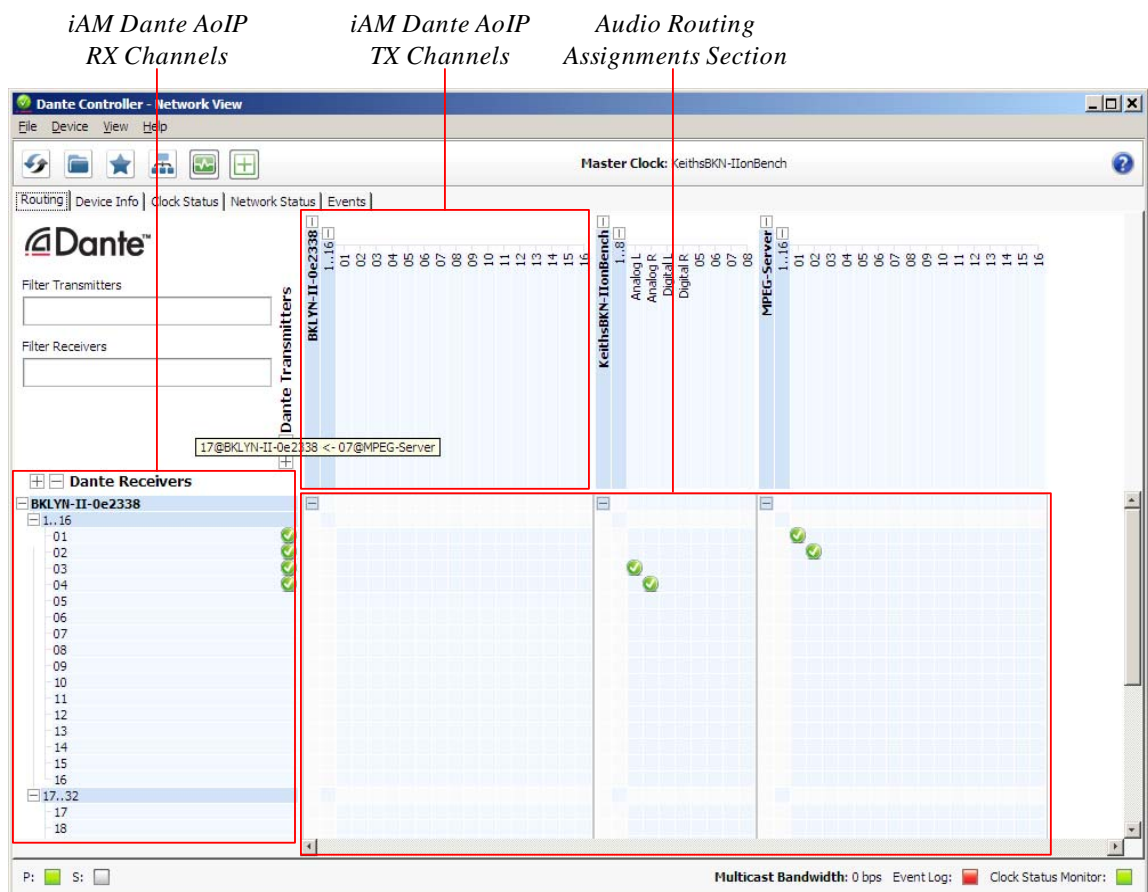 iAM Dante AoIP
RX Channels
iAM Dante AoIP
TX Channels
Audio Routing
Assignments Section
Dante Controller - Network View
File Device View Help
Master Clock: KeithsBKN-IIonBench
?
Routing Device Info Clock Status Network Status Events
Dante™
Filter Transmitters
Filter Receivers
Dante Transmitters
BKLYN-II-0e2338
1..16
01
02
03
04
05
06
07
08
09
10
11
12
13
14
15
16
KeithsBKN-IIonBench
1..8
Analog L
Analog R
Digital L
Digital R
05
06
07
08
MPEG-Server
1..16
01
02
03
04
05
06
07
08
09
10
11
12
13
14
15
16
17@BKLYN-II-0e2338 <- 07@MPEG-Server
Dante Receivers
BKLYN-II-0e2338
1..16
01
02
03
04
05
06
07
08
09
10
11
12
13
14
15
16
17..32
17
18
P: S: Multicast Bandwidth: 0 bps Event Log: Clock Status Monitor: